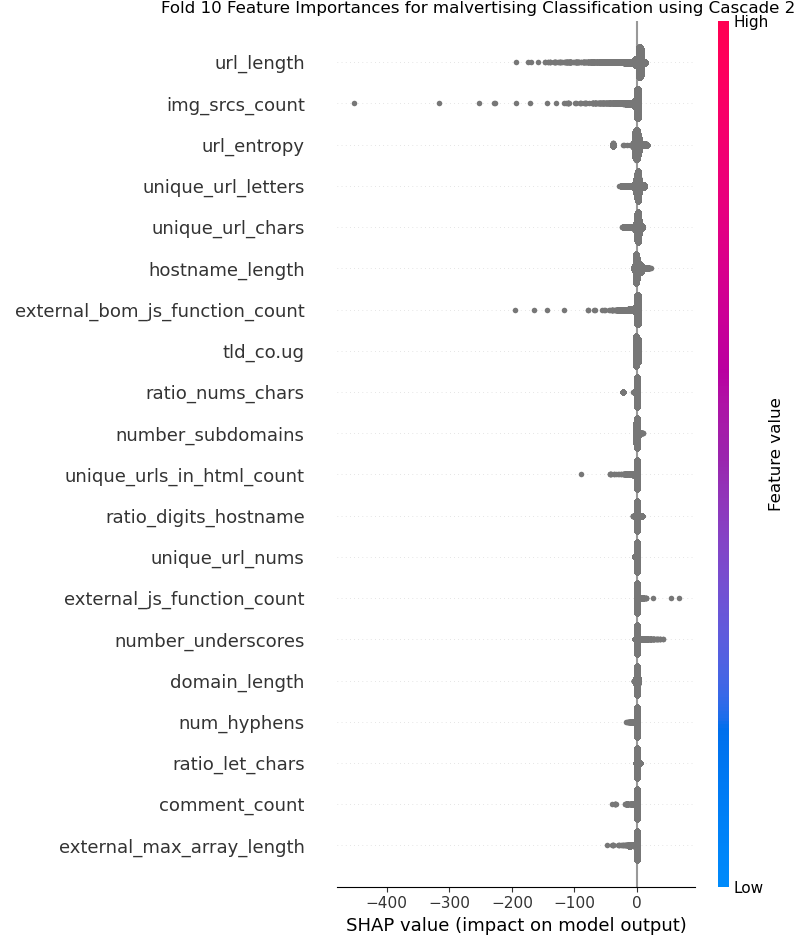 Fold 10 Feature Importances for malvertising Classification using Cascade 2
High
url_length
img_srcs_count
url_entropy
unique_url_letters
unique_url_chars
hostname_length
external_bom_js_function_count
tld_co.ug
ratio_nums_chars
number_subdomains
unique_urls_in_html_count
ratio_digits_hostname
unique_url_nums
external_js_function_count
number_underscores
domain_length
num_hyphens
ratio_let_chars
comment_count
external_max_array_length
Feature value
Low
−400 −300 −200 −100 0
SHAP value (impact on model output)